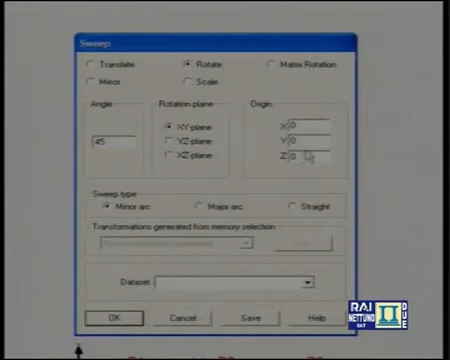 Sweep
Translate
Rotate
Matrix Rotation
Mirror
Scale
Angle
Rotation plane
Origin
45
XY-plane
YZ-plane
XZ-plane
X 0
Y 0
Z 0
Sweep type
Minor arc
Major arc
Straight
Transformations generated from memory selection
Dataset
OK
Cancel
Save
Help
RAI
NETTUNO
SAT
DUE